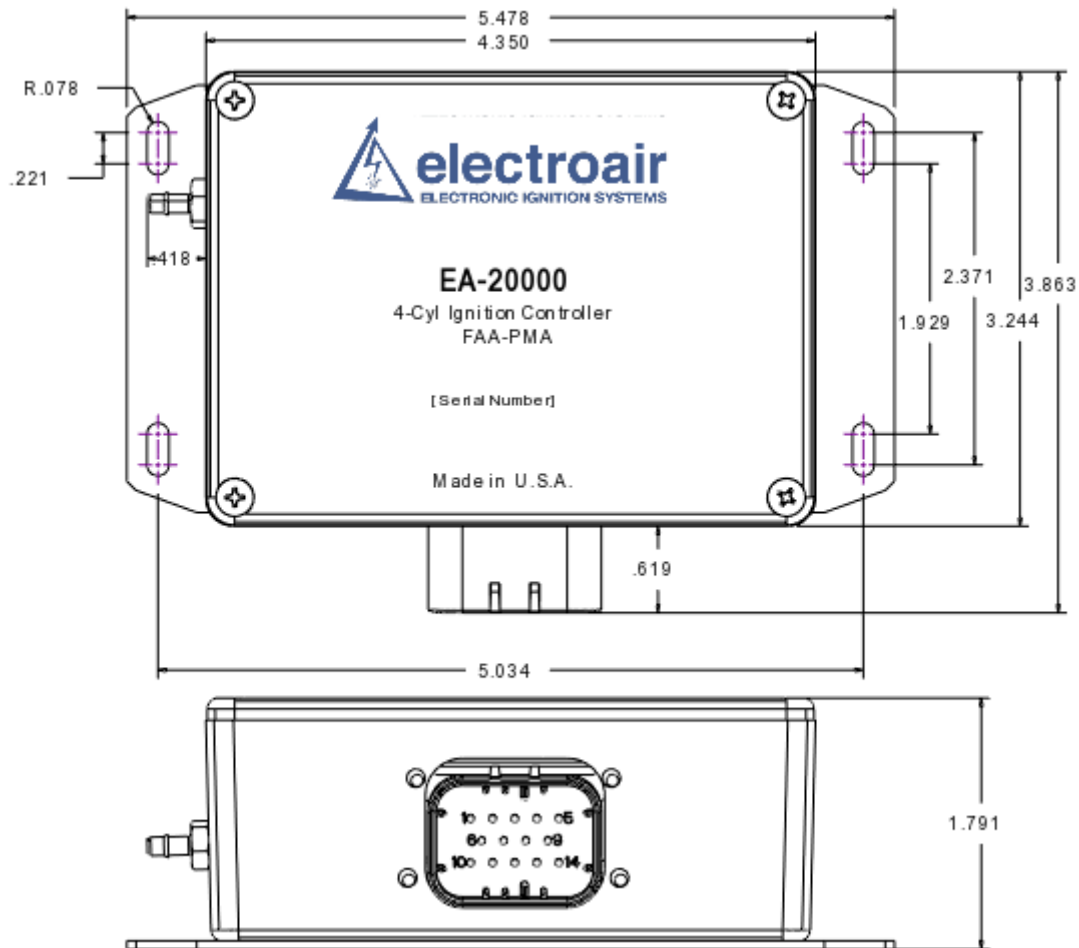 5.478
4.350
R.078
.221
electroair
ELECTRONIC IGNITION SYSTEMS
.418
EA-20000
4-Cyl Ignition Controller
FAA-PMA
[Serial Number]
Made in U.S.A.
1.929
2.371
3.244
3.863
.619
5.034
1 5
6 9
10 14
1.791